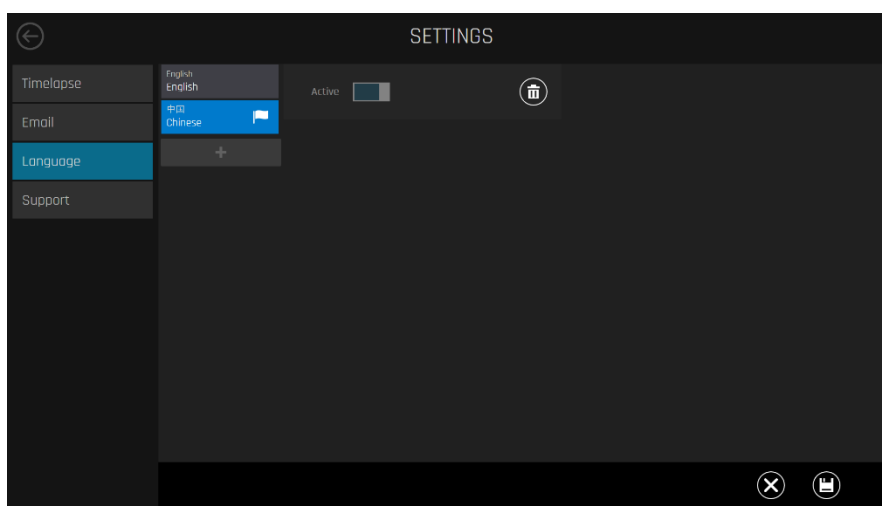 SETTINGS
Timelapse
Email
Language
Support
English
English
中国
Chinese
+
Active